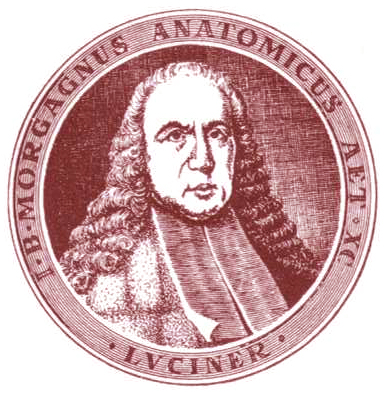 I·B·MORGAGNUS ANATOMICUS AET·XC
·LVCINER·